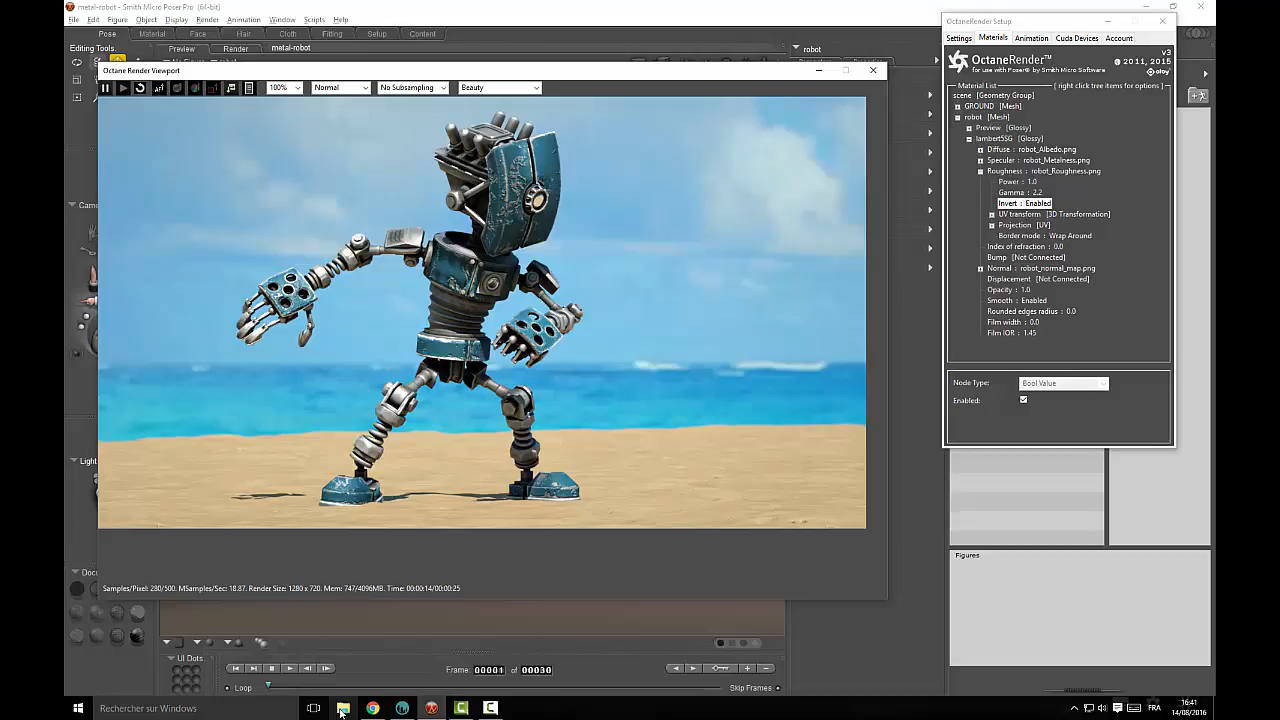 metal-robot - Smith Micro Poser Pro (64-bit)
File Edit Figure Object Display Render Animation Window Scripts Help
Pose Material Face Hair Cloth Fitting Setup Content
Editing Tools.
Preview Render metal-robot
robot
Octane Render Viewport
100% Normal No Subsampling Beauty
Came
Light
Docu
Samples/Pixel: 280/500. MSamples/Sec: 18.87. Render Size: 1280 x 720. Mem: 747/4096MB. Time: 00:00:14/00:00:25
UI Dots
Frame: 00001 of 00030
Loop
Skip Frames
OctaneRender Setup
Settings Materials Animation Cuda Devices Account
OctaneRender™ v3
for use with Poser® by Smith Micro Software
© 2011, 2015
otoy
Material List [ right click tree items for options ]
scene [Geometry Group]
GROUND [Mesh]
robot [Mesh]
Preview [Glossy]
lambert5SG [Glossy]
Diffuse : robot_Albedo.png
Specular : robot_Metalness.png
Roughness : robot_Roughness.png
Power : 1.0
Gamma : 2.2
Invert : Enabled
UV transform [3D Transformation]
Projection [UV]
Border mode : Wrap Around
Index of refraction : 0.0
Bump [Not Connected]
Normal : robot_normal_map.png
Displacement [Not Connected]
Opacity : 1.0
Smooth : Enabled
Rounded edges radius : 0.0
Film width : 0.0
Film IOR : 1.45
Node Type: Bool Value
Enabled:
Figures
Rechercher sur Windows
FRA
16:41
14/08/2016